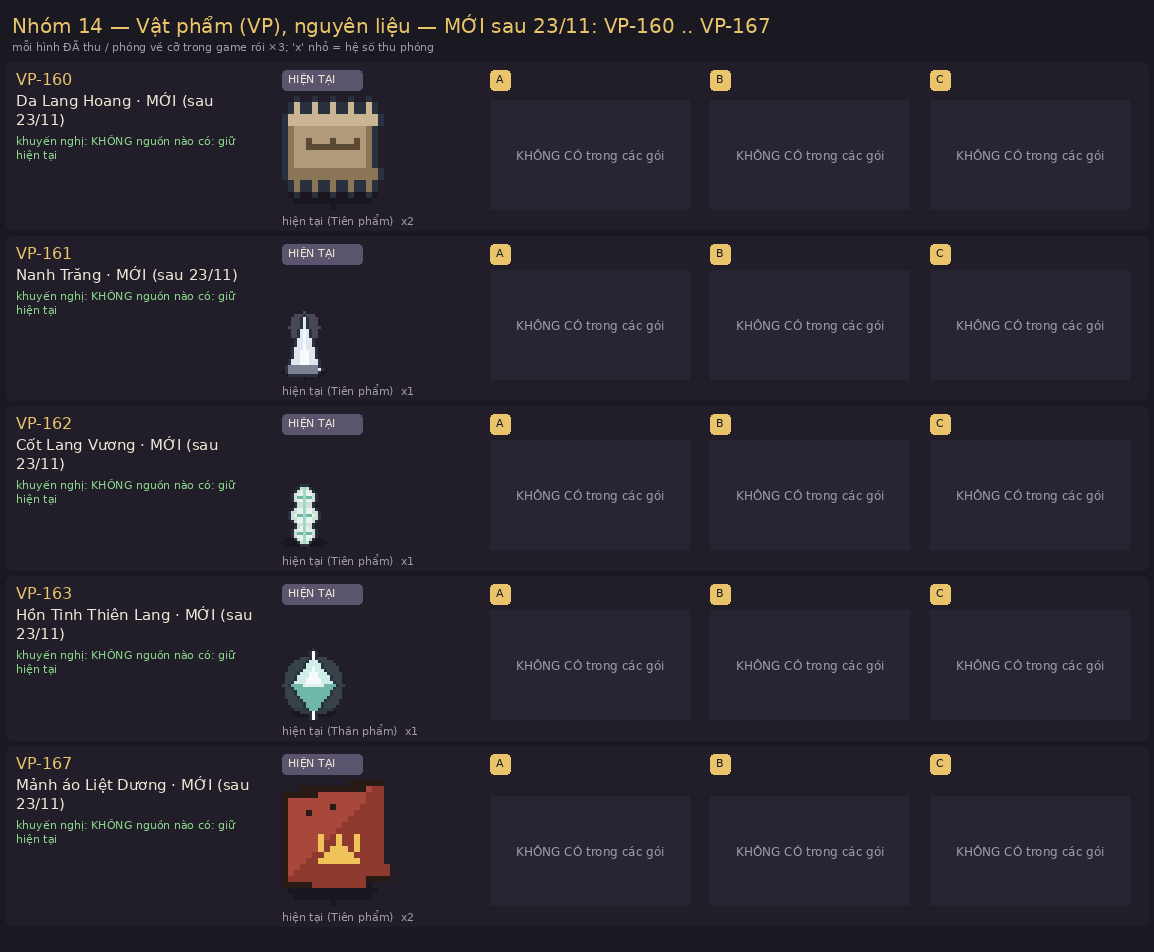 Nhóm 14 — Vật phẩm (VP), nguyên liệu — MỚI sau 23/11: VP-160 .. VP-167
mỗi hình ĐÃ thu / phóng về cỡ trong game rồi ×3; 'x' nhỏ = hệ số thu phóng
VP-160
Da Lang Hoang · MỚI (sau
23/11)
khuyến nghị: KHÔNG nguồn nào có: giữ
hiện tại
HIỆN TẠI
hiện tại (Tiên phẩm) x2
A
KHÔNG CÓ trong các gói
B
KHÔNG CÓ trong các gói
C
KHÔNG CÓ trong các gói
VP-161
Nanh Trăng · MỚI (sau 23/11)
khuyến nghị: KHÔNG nguồn nào có: giữ
hiện tại
HIỆN TẠI
hiện tại (Tiên phẩm) x1
A
KHÔNG CÓ trong các gói
B
KHÔNG CÓ trong các gói
C
KHÔNG CÓ trong các gói
VP-162
Cốt Lang Vương · MỚI (sau
23/11)
khuyến nghị: KHÔNG nguồn nào có: giữ
hiện tại
HIỆN TẠI
hiện tại (Tiên phẩm) x1
A
KHÔNG CÓ trong các gói
B
KHÔNG CÓ trong các gói
C
KHÔNG CÓ trong các gói
VP-163
Hồn Tinh Thiên Lang · MỚI (sau
23/11)
khuyến nghị: KHÔNG nguồn nào có: giữ
hiện tại
HIỆN TẠI
hiện tại (Thần phẩm) x1
A
KHÔNG CÓ trong các gói
B
KHÔNG CÓ trong các gói
C
KHÔNG CÓ trong các gói
VP-167
Mảnh áo Liệt Dương · MỚI (sau
23/11)
khuyến nghị: KHÔNG nguồn nào có: giữ
hiện tại
HIỆN TẠI
hiện tại (Tiên phẩm) x2
A
KHÔNG CÓ trong các gói
B
KHÔNG CÓ trong các gói
C
KHÔNG CÓ trong các gói